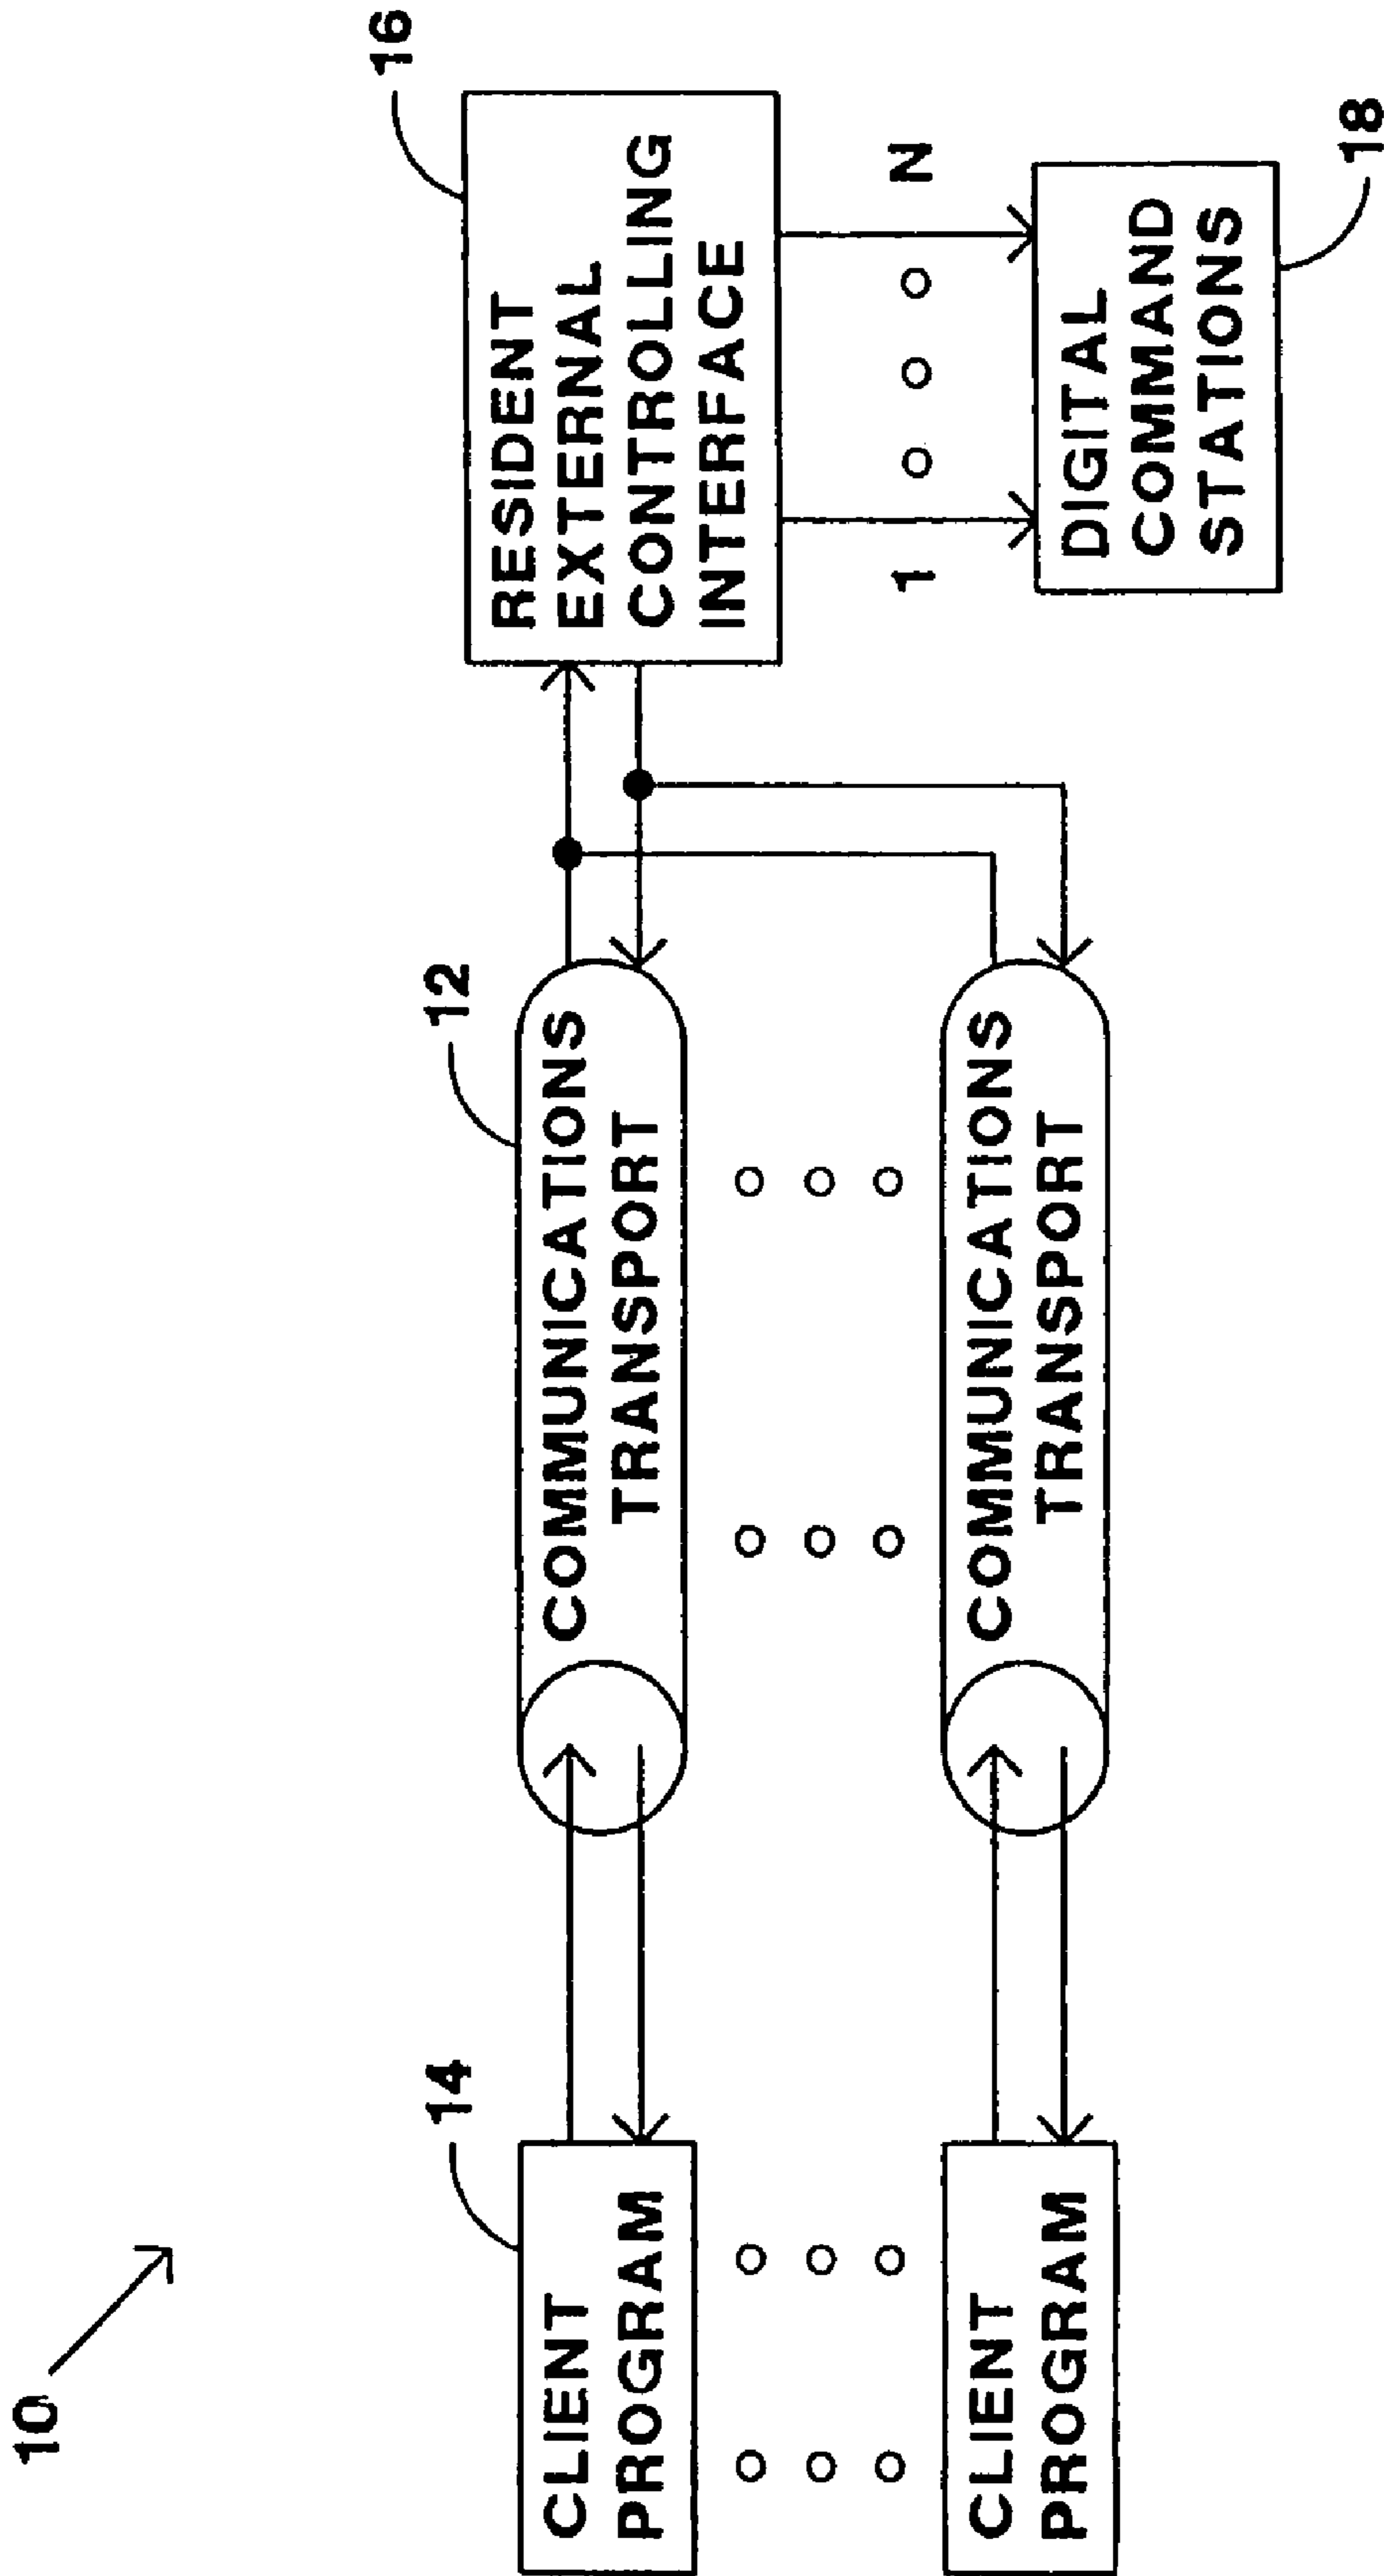 10
14
CLIENT
PROGRAM
12
COMMUNICATIONS
TRANSPORT
16
RESIDENT
EXTERNAL
CONTROLLING
INTERFACE
1
N
CLIENT
PROGRAM
COMMUNICATIONS
TRANSPORT
DIGITAL
COMMAND
STATIONS
18